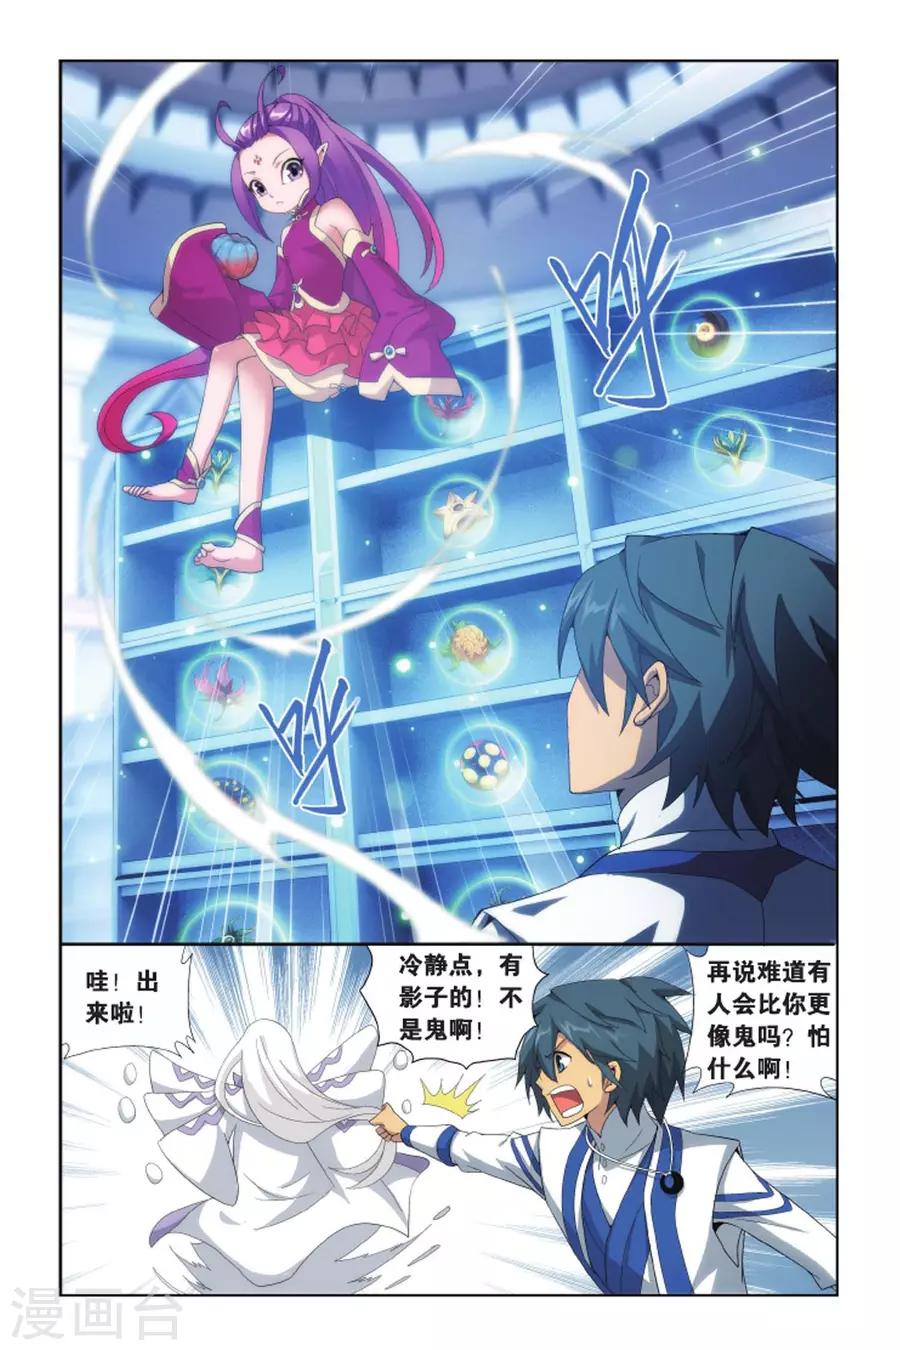 呼
呼
哇！出
来啦！
冷静点，有
影子的！不
是鬼啊！
再说难道有
人会比你更
像鬼吗？怕
什么啊！
漫画台